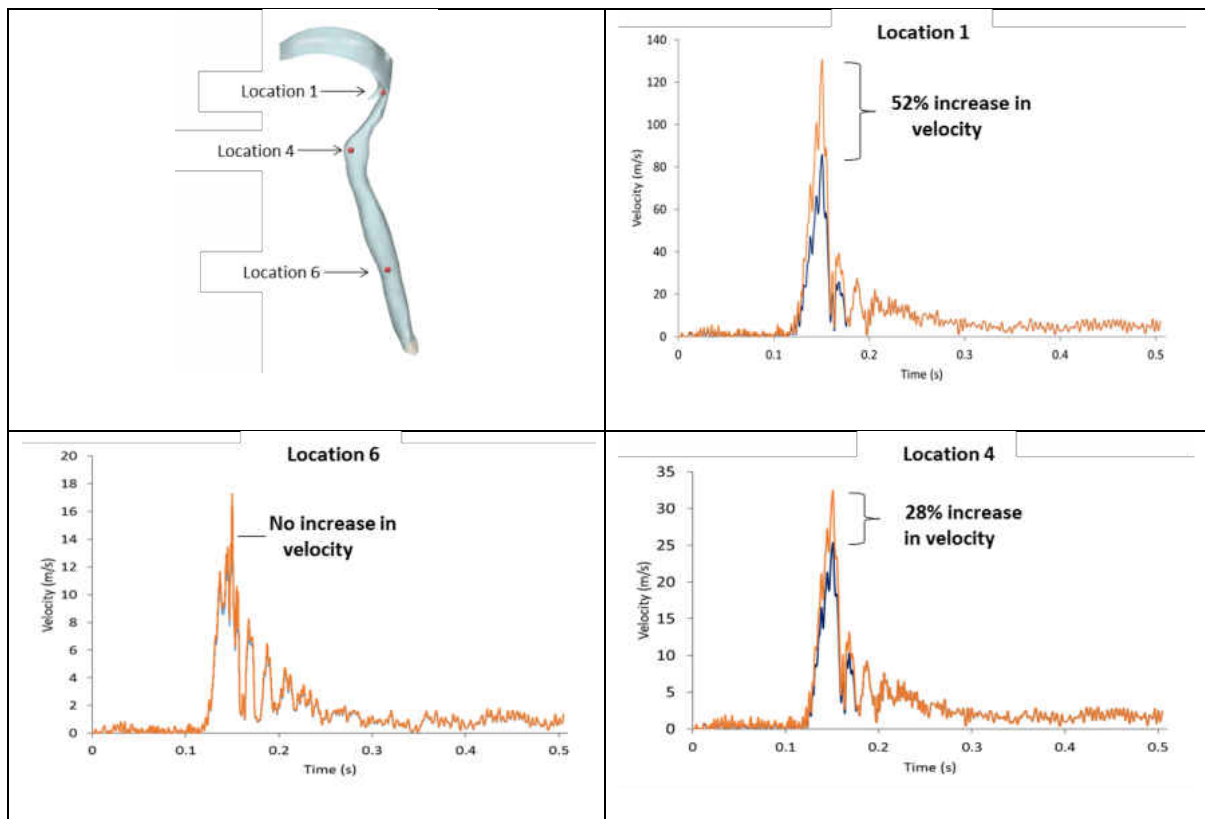 Location 1
Location 4
Location 6
Location 1
140
120
100
80
60
40
20
0
Velocity (m/s)
52% increase in
velocity
0
0.1
0.2
0.3
0.4
0.5
Time (s)
Location 6
20
18
16
14
12
10
8
6
4
2
0
Velocity (m/s)
No increase in
velocity
0
0.1
0.2
0.3
0.4
0.5
Time (s)
Location 4
35
30
25
20
15
10
5
0
Velocity (m/s)
28% increase
in velocity
0
0.1
0.2
0.3
0.4
0.5
Time (s)